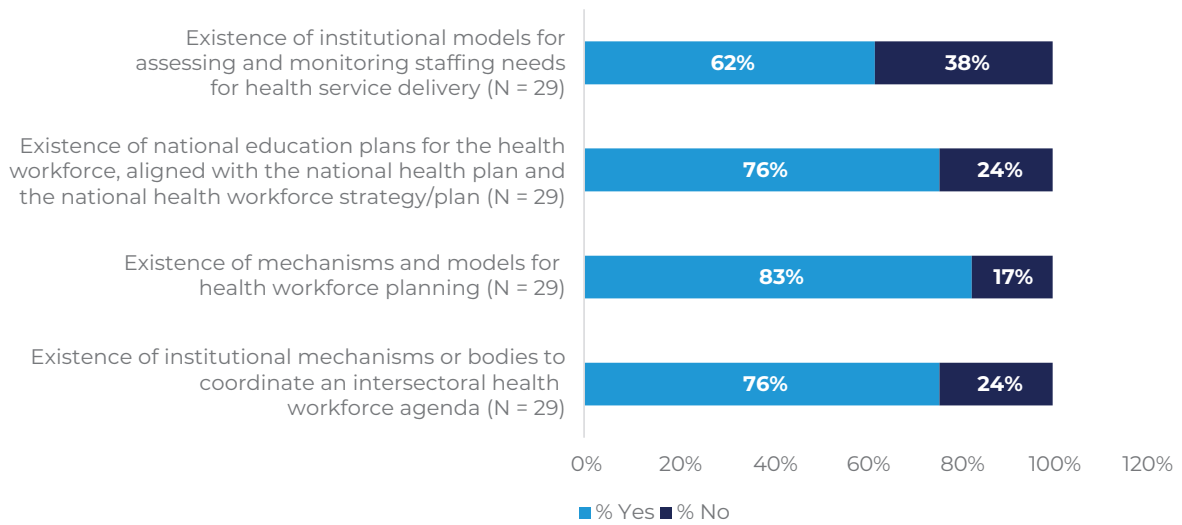 Existence of institutional models for
assessing and monitoring staffing needs
for health service delivery (N = 29)
62%
38%
Existence of national education plans for the health
workforce, aligned with the national health plan and
the national health workforce strategy/plan (N = 29)
76%
24%
Existence of mechanisms and models for
health workforce planning (N = 29)
83%
17%
Existence of institutional mechanisms or bodies to
coordinate an intersectoral health
workforce agenda (N = 29)
76%
24%
0% 20% 40% 60% 80% 100% 120%
% Yes % No